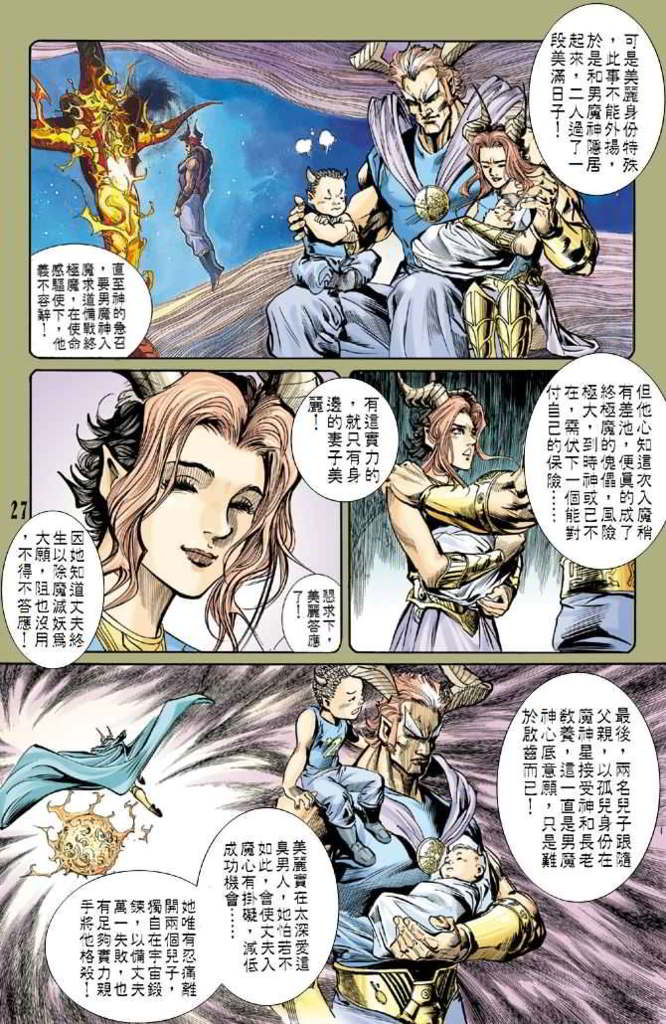 可是美麗身份特殊
，此事不能外揚，
於是和男魔神隱居
起來，二人過了一
段美滿日子！
直至神的急召
，要男魔神入
魔求道備戰終
極魔，在使命
感驅使下，他
義不容辭！
但他心知這次入魔稍
有差池，便真的成了
終極魔的傀儡，風險
極大，到時神或已不
在，需伏下一個能對
付自己的保險……
有這實力的
，就只有身
邊的妻子美
麗！
懇求下，
美麗答應
了！
因她知道丈夫終
生以除魔滅妖為
大願，阻也沒用
，不得不答應！
27
最後，兩名兒子跟隨
父親，以孤兒身份在
魔神星接受神和長老
教養，這一直是男魔
神心底意願，只是難
於啟齒而已！
美麗實在太深愛這
臭男人，她怕若不
如此，會使丈夫入
魔心有掛礙，減低
成功機會……
她唯有忍痛離
開兩個兒子，
獨自在宇宙鍛
鍊，以備丈夫
萬一失敗，也
有足夠實力親
手將他格殺！